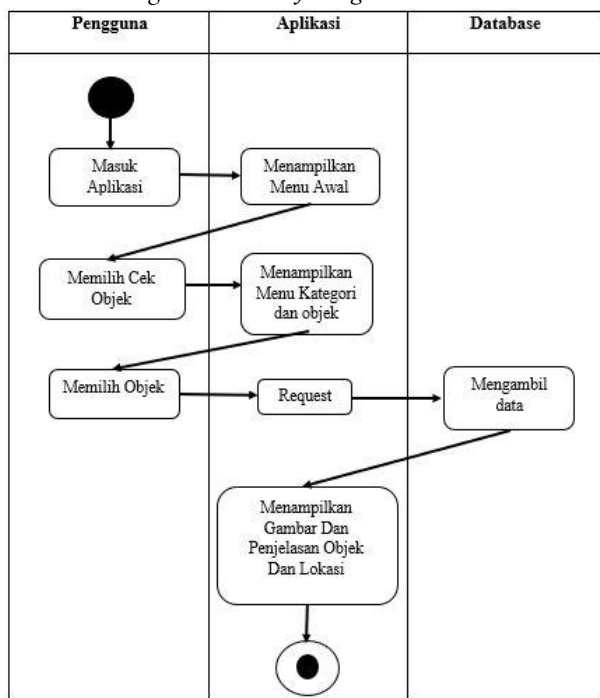 Pengguna
Aplikasi
Database
Masuk
Aplikasi
Menampilkan
Menu Awal
Memilih Cek
Objek
Menampilkan
Menu Kategori
dan objek
Memilih Objek
Request
Mengambil
data
Menampilkan
Gambar Dan
Penjelasan Objek
Dan Lokasi